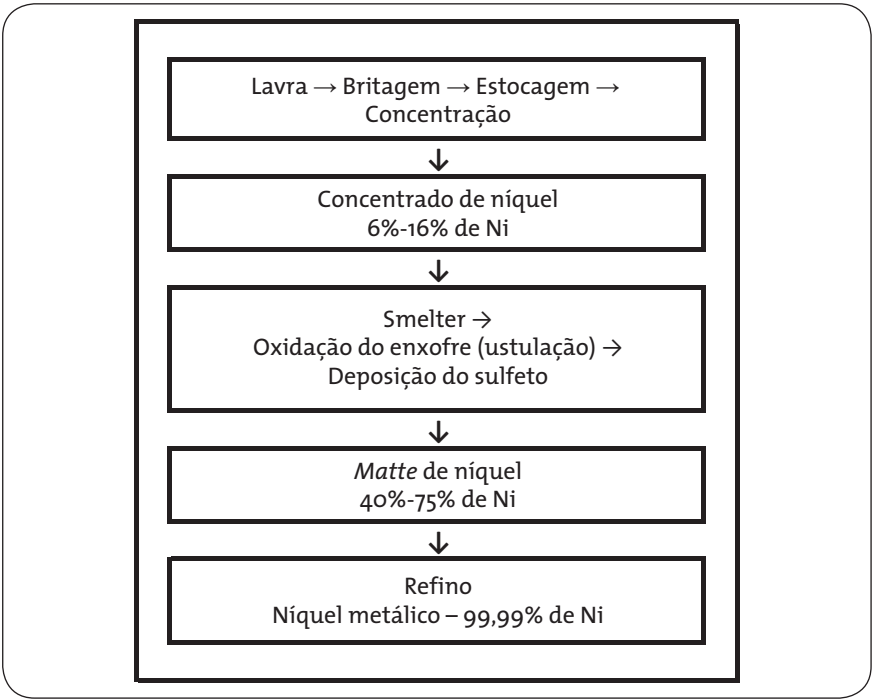 Lavra → Britagem → Estocagem →
Concentração
↓
Concentrado de níquel
6%-16% de Ni
↓
Smelter →
Oxidação do enxofre (ustulação) →
Deposição do sulfeto
↓
Matte de níquel
40%-75% de Ni
↓
Refino
Níquel metálico – 99,99% de Ni